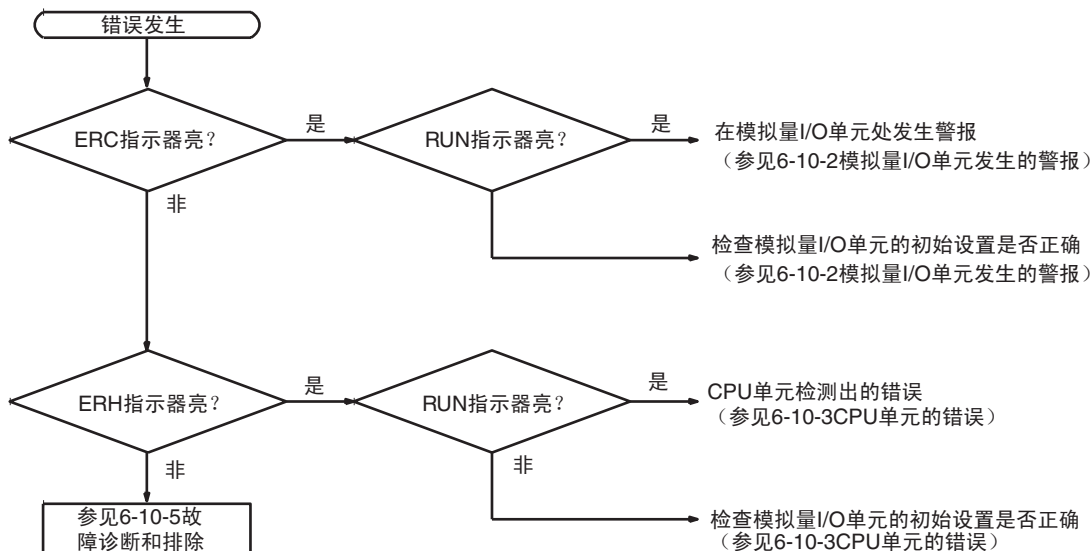 错误发生
ERC指示器亮？
是
RUN指示器亮？
是
在模拟量I/O单元处发生警报
（参见6-10-2模拟量I/O单元发生的警报）
非
检查模拟量I/O单元的初始设置是否正确
（参见6-10-2模拟量I/O单元发生的警报）
ERH指示器亮？
是
RUN指示器亮？
是
CPU单元检测出的错误
（参见6-10-3CPU单元的错误）
非
非
参见6-10-5故
障诊断和排除
检查模拟量I/O单元的初始设置是否正确
（参见6-10-3CPU单元的错误）